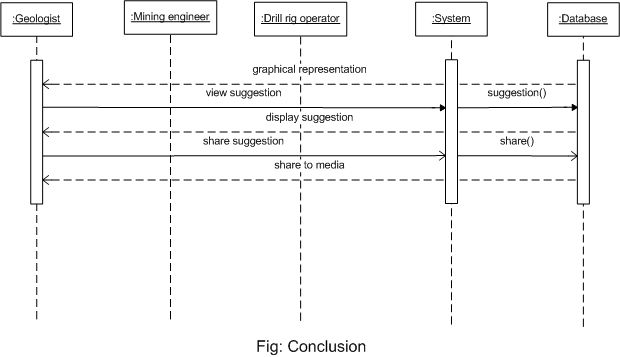 :Geologist
:Mining engineer
:Drill rig operator
:System
:Database
graphical representation
view suggestion
suggestion()
display suggestion
share suggestion
share()
share to media
Fig: Conclusion